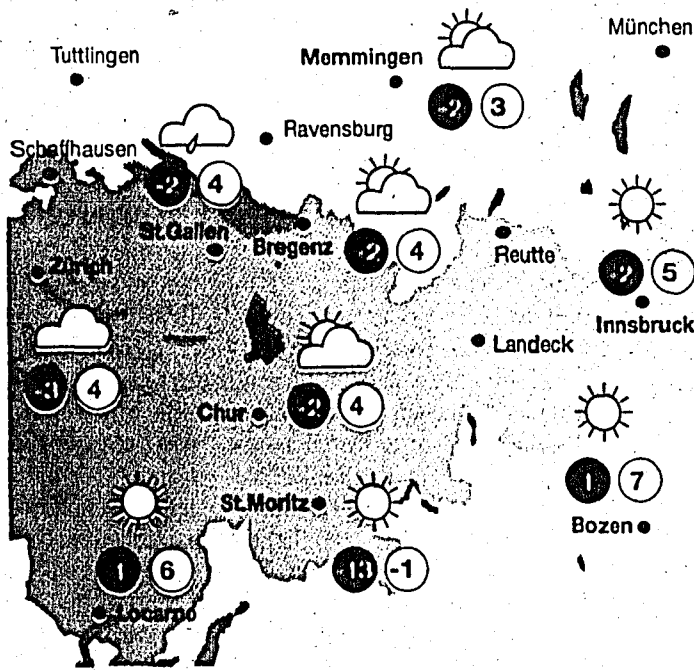 München
Tuttlingen
Memmingen
-2 3
Ravensburg
Schaffhausen
-2 4
St.Gallen
Bregenz
-2 4
Reutte
Zürich
-2 5
Innsbruck
Landeck
-3 4
-2 4
Chur
1 7
St.Moritz
Bozen
1 6
-13 -1
Locarno